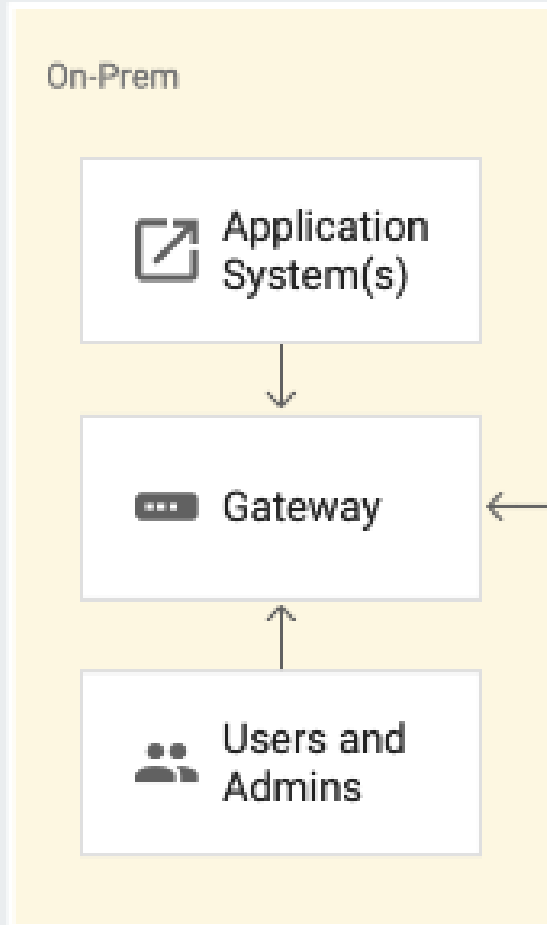 On-Prem
Application
System(s)
Gateway
Users and
Admins